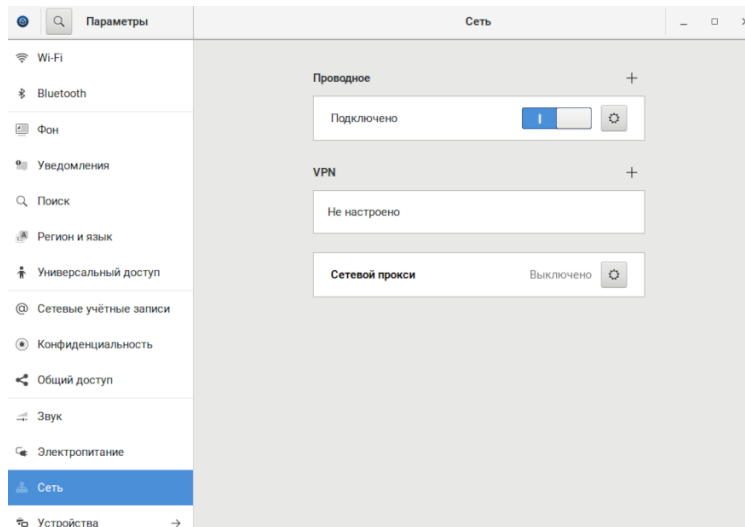 Параметры
Сеть
Wi-Fi
Bluetooth
Фон
Уведомления
Поиск
Регион и язык
Универсальный доступ
Сетевые учётные записи
Конфиденциальность
Общий доступ
Звук
Электропитание
Сеть
Устройства
Проводное
Подключено
VPN
Не настроено
Сетевой прокси Выключено